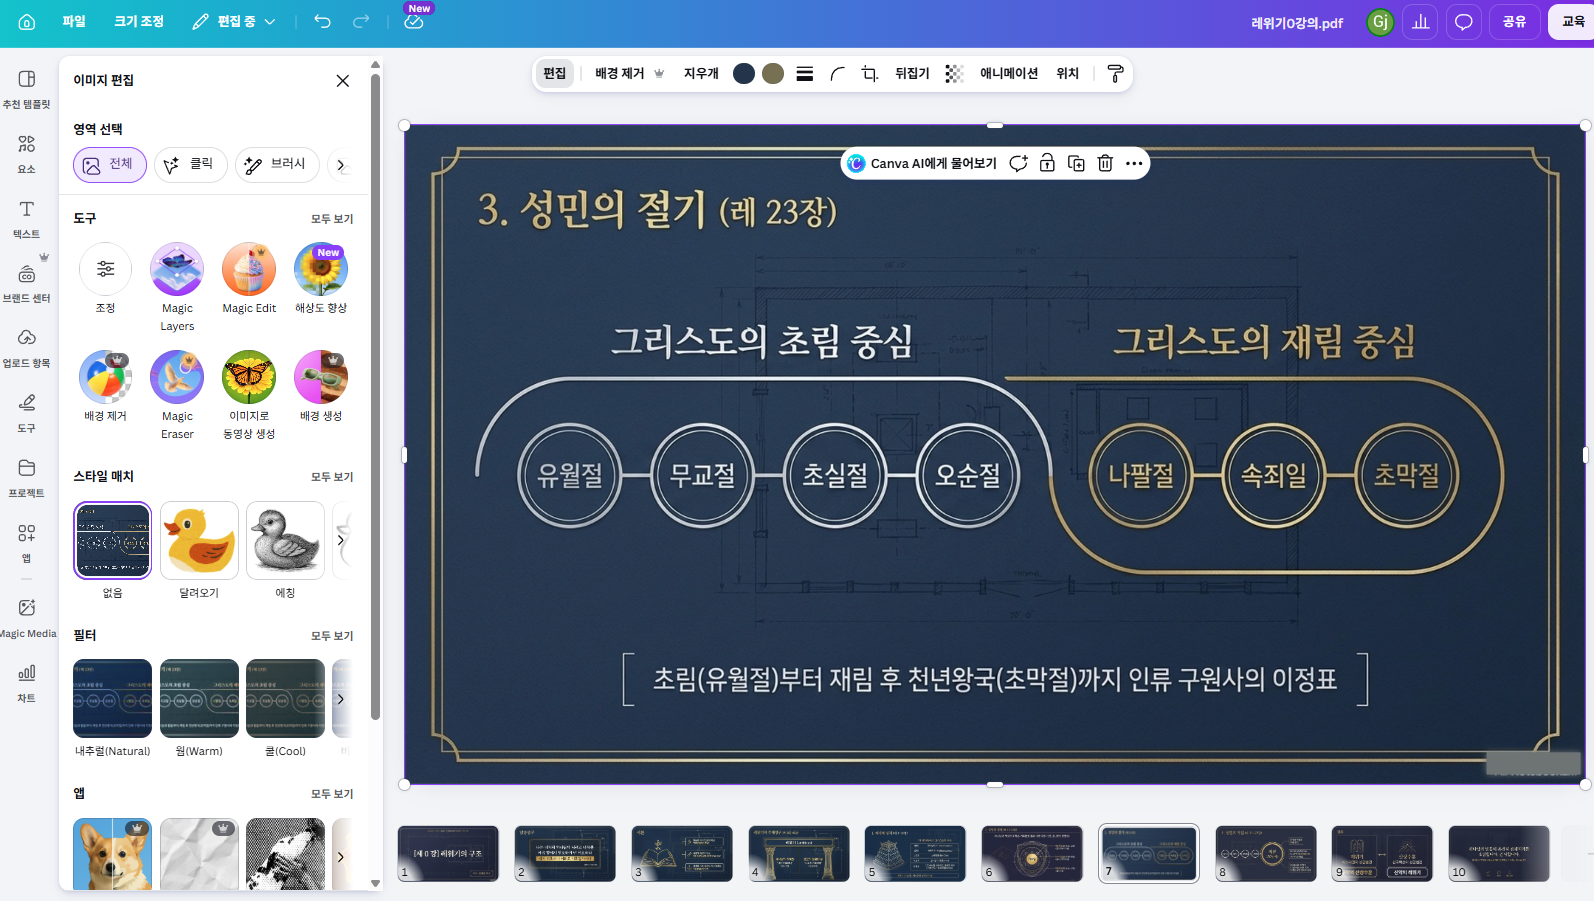 New
파일
크기 조정
편집 중
레위기0강의.pdf
Gj
공유
교육
추천 템플릿
요소
텍스트
브랜드 센터
업로드 항목
도구
프로젝트
앱
Magic Media
차트
이미지 편집
영역 선택
전체
클릭
브러시
도구
모두 보기
조정
Magic Layers
Magic Edit
New
해상도 향상
배경 제거
Magic Eraser
이미지로 동영상 생성
배경 생성
스타일 매치
모두 보기
없음
달려오기
에칭
필터
모두 보기
내추럴(Natural)
웜(Warm)
쿨(Cool)
앱
모두 보기
편집
배경 제거
지우개
뒤집기
애니메이션
위치
Canva AI에게 물어보기
3. 성민의 절기 (레 23장)
그리스도의 초림 중심
그리스도의 재림 중심
유월절
무교절
초실절
오순절
나팔절
속죄일
초막절
초림(유월절)부터 재림 후 천년왕국(초막절)까지 인류 구원사의 이정표
[레 0 장] 레위기의 구조
1
2
3
4
5
6
7
8
9
10